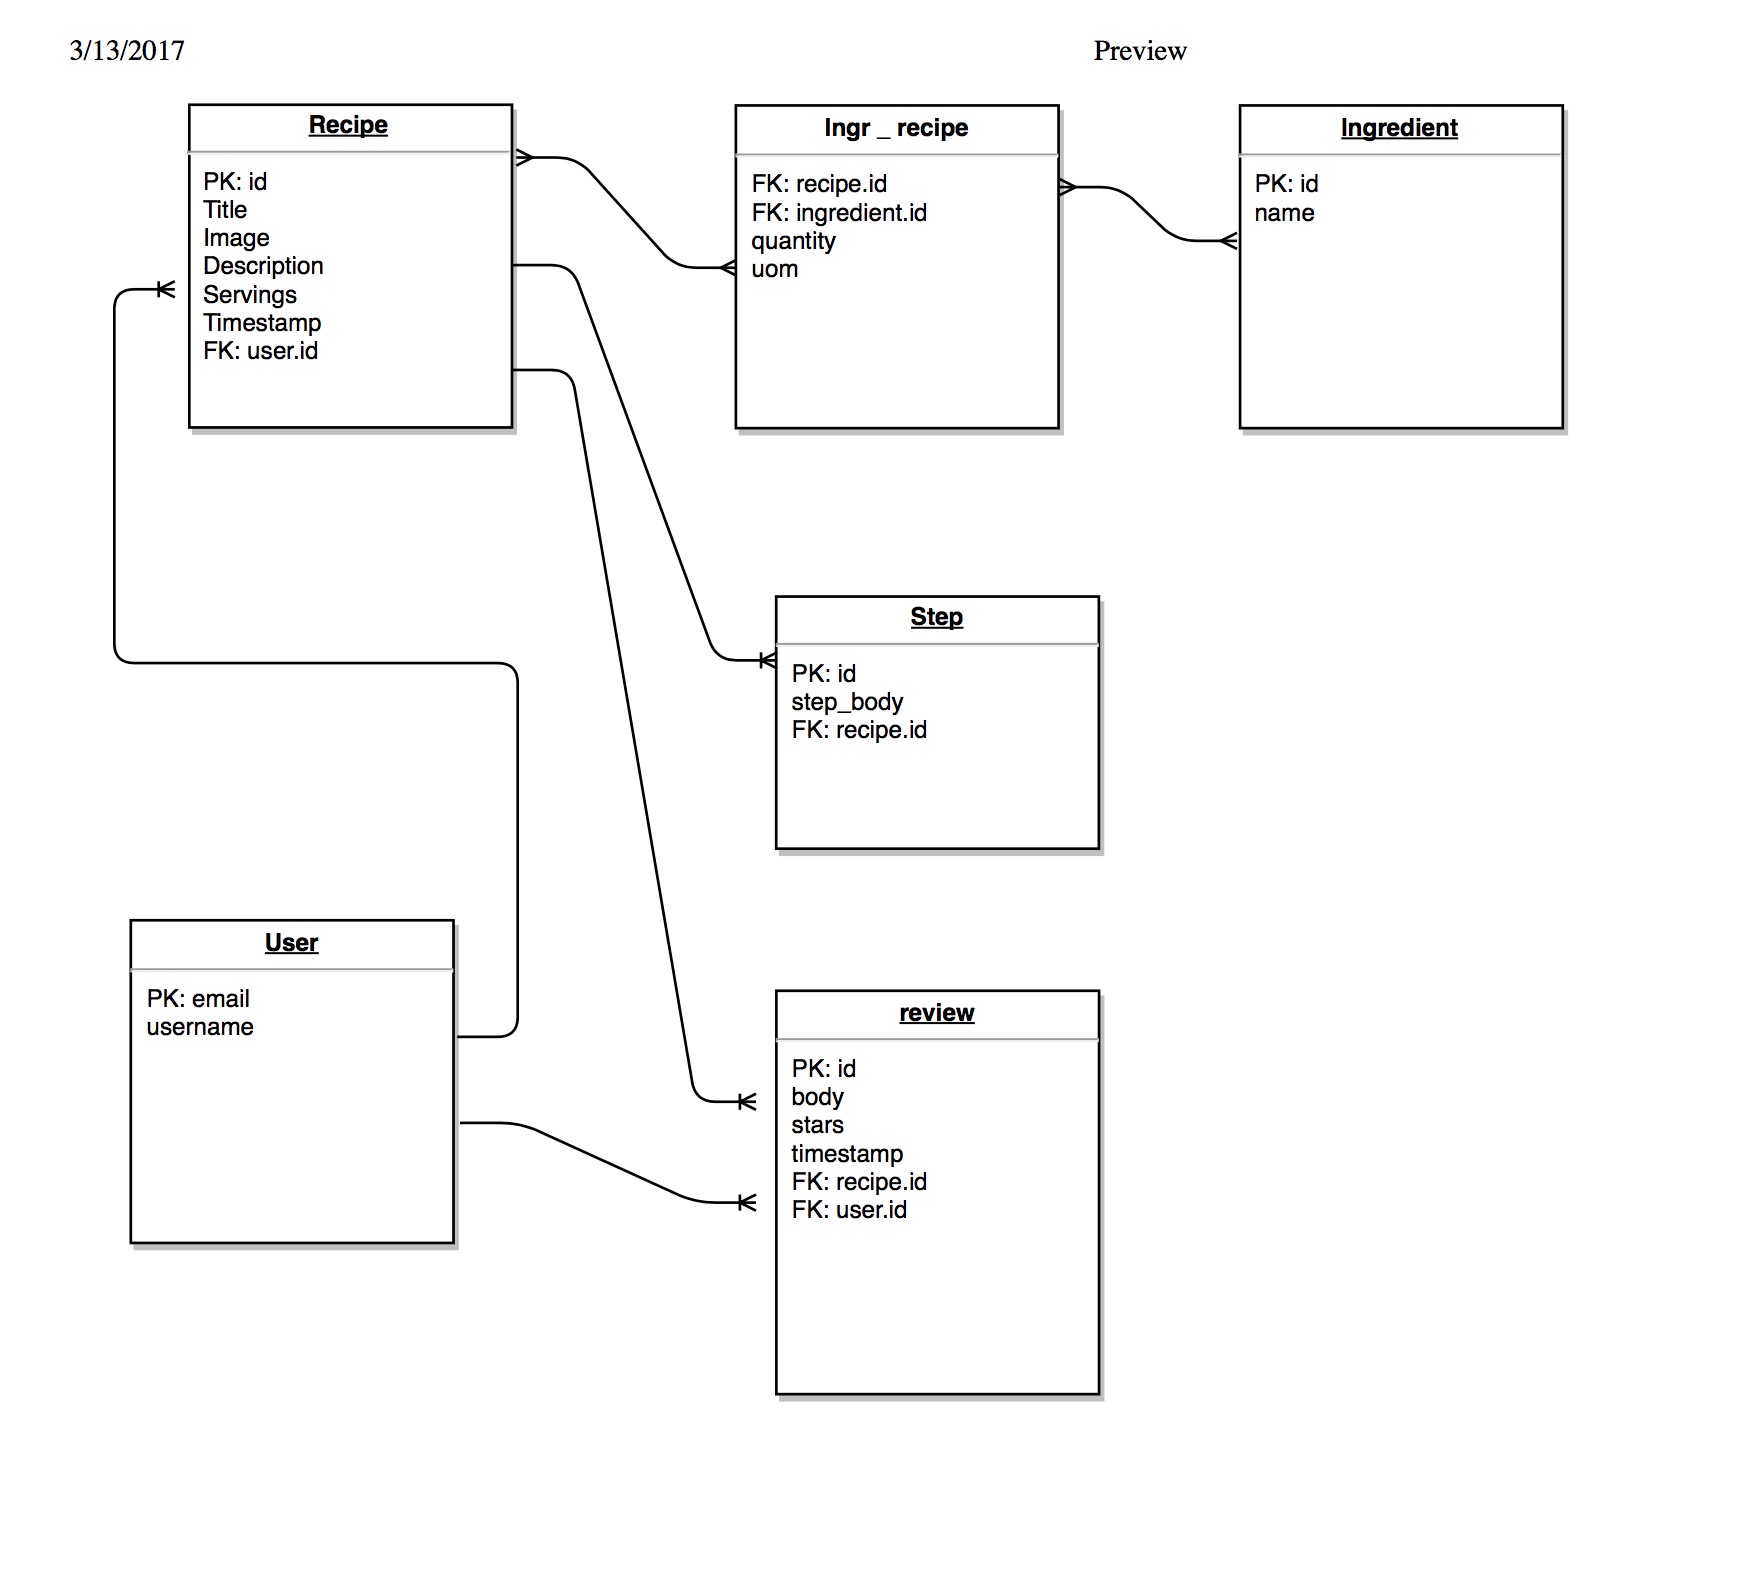 3/13/2017
Preview
Recipe
PK: id
Title
Image
Description
Servings
Timestamp
FK: user.id
Ingr _ recipe
FK: recipe.id
FK: ingredient.id
quantity
uom
Ingredient
PK: id
name
Step
PK: id
step_body
FK: recipe.id
User
PK: email
username
review
PK: id
body
stars
timestamp
FK: recipe.id
FK: user.id